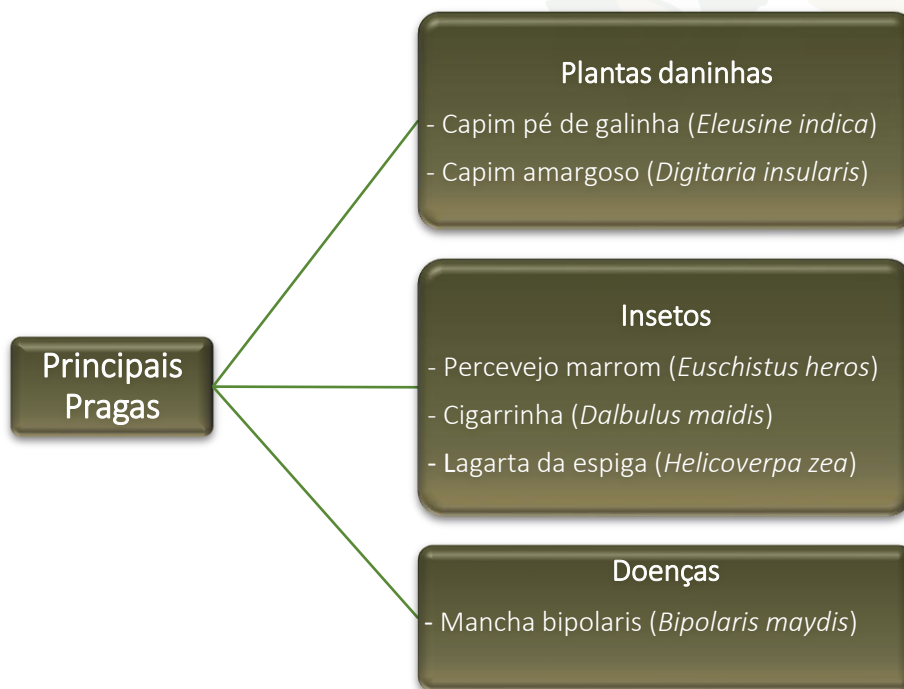 Principais
Pragas
Plantas daninhas
- Capim pé de galinha (Eleusine indica)
- Capim amargoso (Digitaria insularis)
Insetos
- Percevejo marrom (Euschistus heros)
- Cigarrinha (Dalbulus maidis)
- Lagarta da espiga (Helicoverpa zea)
Doenças
- Mancha bipolaris (Bipolaris maydis)